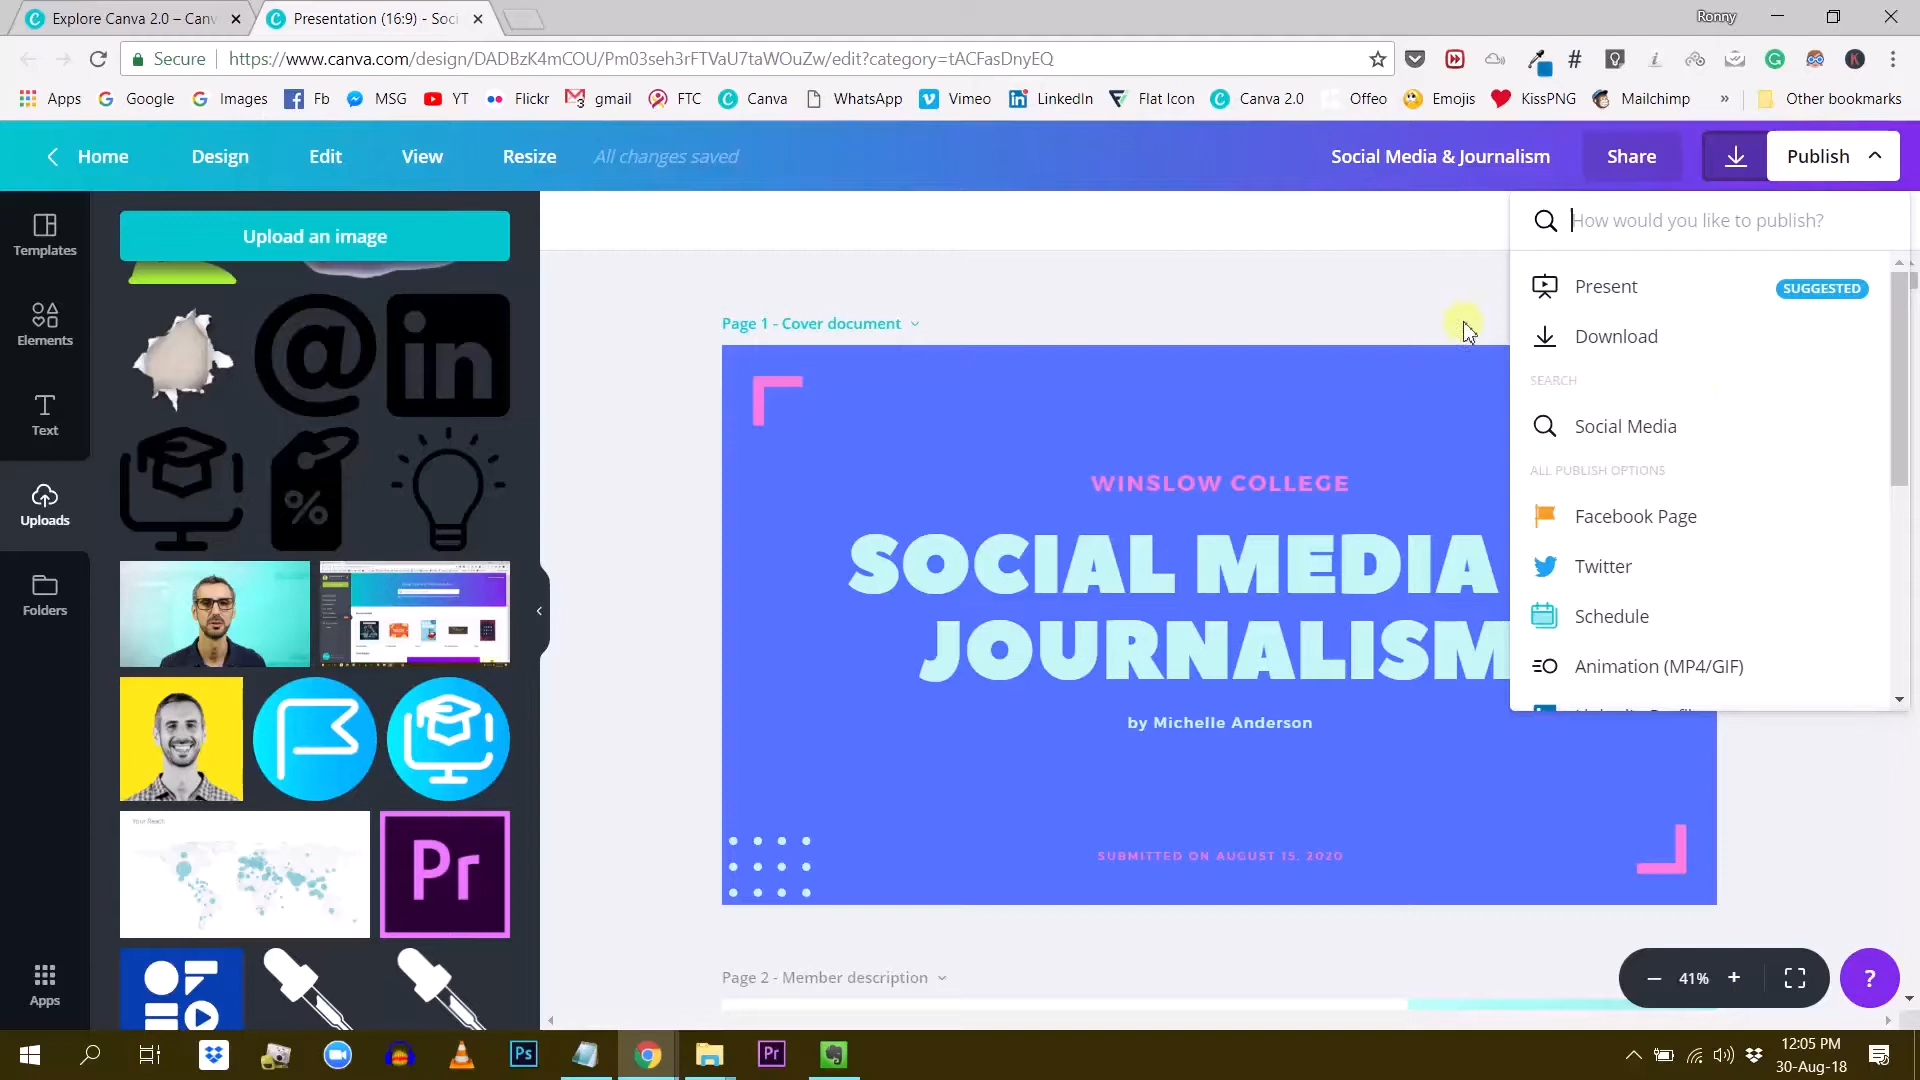 Explore Canva 2.0 – Canv
Presentation (16:9) - Soci
Ronny
Secure
https://www.canva.com/design/DADBzK4mCOU/Pm03seh3rFTVaU7taWOuZw/edit?category=tACFasDnyEQ
Apps
Google
Images
Fb
MSG
YT
Flickr
gmail
FTC
Canva
WhatsApp
Vimeo
LinkedIn
Flat Icon
Canva 2.0
Offeo
Emojis
KissPNG
Mailchimp
»
Other bookmarks
Home
Design
Edit
View
Resize
All changes saved
Social Media & Journalism
Share
Publish
How would you like to publish?
Present
SUGGESTED
Download
SEARCH
Social Media
ALL PUBLISH OPTIONS
Facebook Page
Twitter
Schedule
Animation (MP4/GIF)
Templates
Elements
Text
Uploads
Folders
Apps
Upload an image
@
in
%
Your Reach
Pr
Page 1 - Cover document
WINSLOW COLLEGE
SOCIAL MEDIA
JOURNALISM
by Michelle Anderson
SUBMITTED ON AUGUST 15, 2020
Page 2 - Member description
41%
?
Ps
Pr
12:05 PM
30-Aug-18